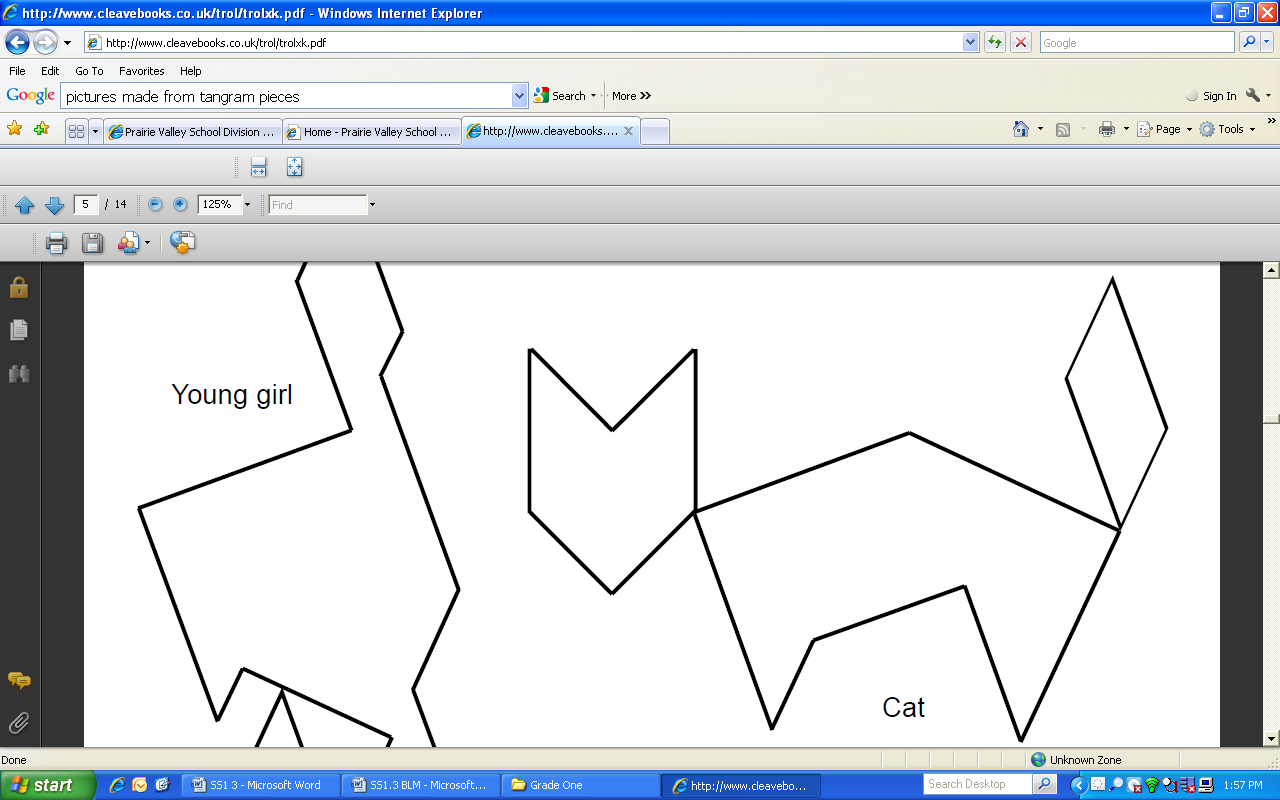 http://www.cleavebooks.co.uk/trol/trolxk.pdf - Windows Internet Explorer
http://www.cleavebooks.co.uk/trol/trolxk.pdf
Google
File Edit Go To Favorites Help
Google pictures made from tangram pieces Search More Sign In
Prairie Valley School Division ... Home - Prairie Valley School ... http://www.cleavebooks.... Page Tools
5 / 14 125% Find
Young girl
Cat
Done Unknown Zone
start SS1 3 - Microsoft Word SS1.3 BLM - Microsoft... Grade One http://www.cleavebo... Search Desktop 1:57 PM